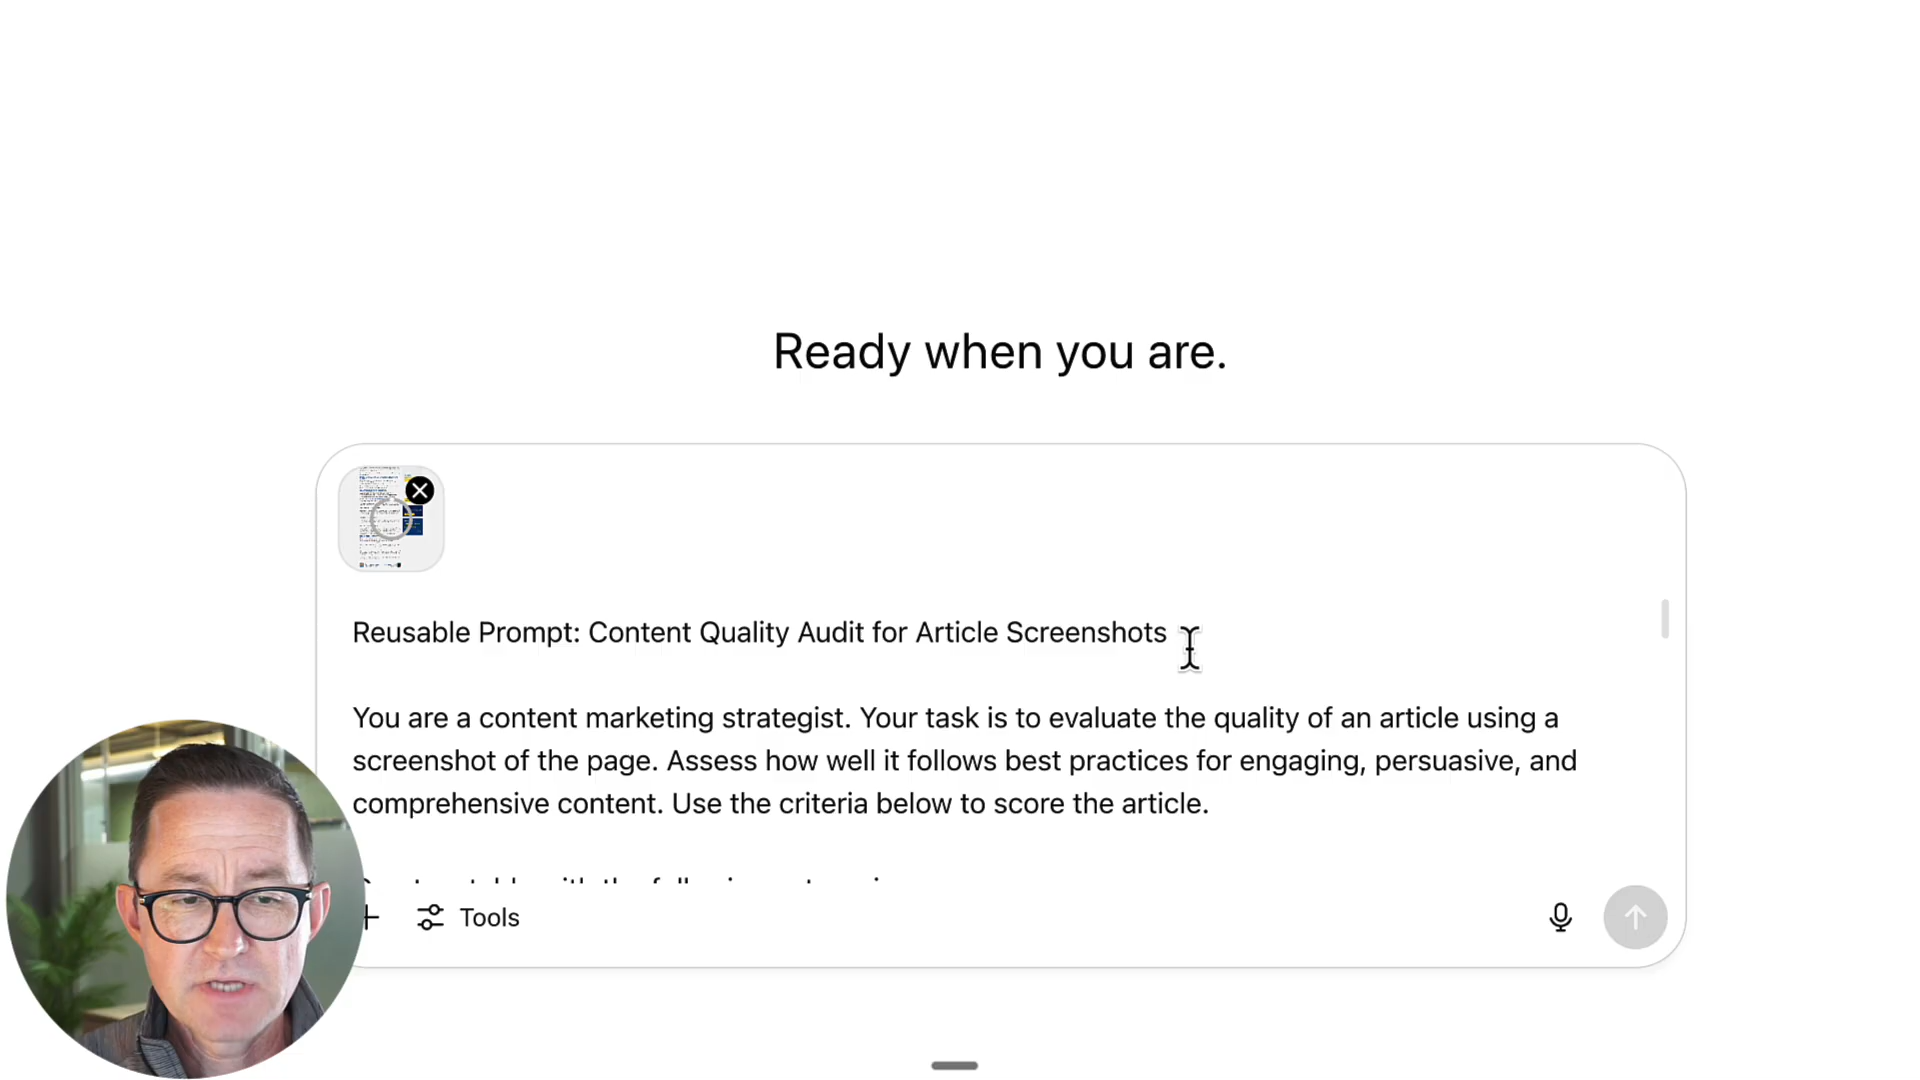 Ready when you are.
Reusable Prompt: Content Quality Audit for Article Screenshots
You are a content marketing strategist. Your task is to evaluate the quality of an article using a
screenshot of the page. Assess how well it follows best practices for engaging, persuasive, and
comprehensive content. Use the criteria below to score the article.
Tools